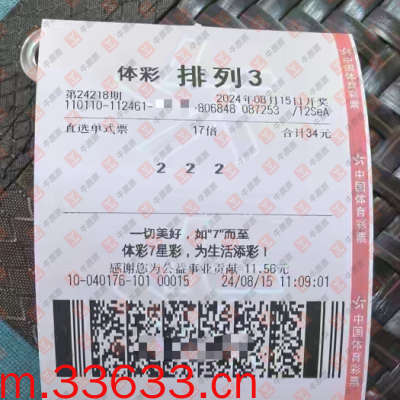 体彩 排列3
第24218期 2024年08月15日开奖
110110-112461- -806848 087253 /12SeA
直选单式票 17倍 合计34元
2 2 2
一切美好，如"7"而至
体彩7星彩，为生活添彩！
感谢您为公益事业贡献 11.56元
10-040176-101 00015 24/08/15 11:09:01
中国体育彩票
中国体育彩票
m.33633.cn